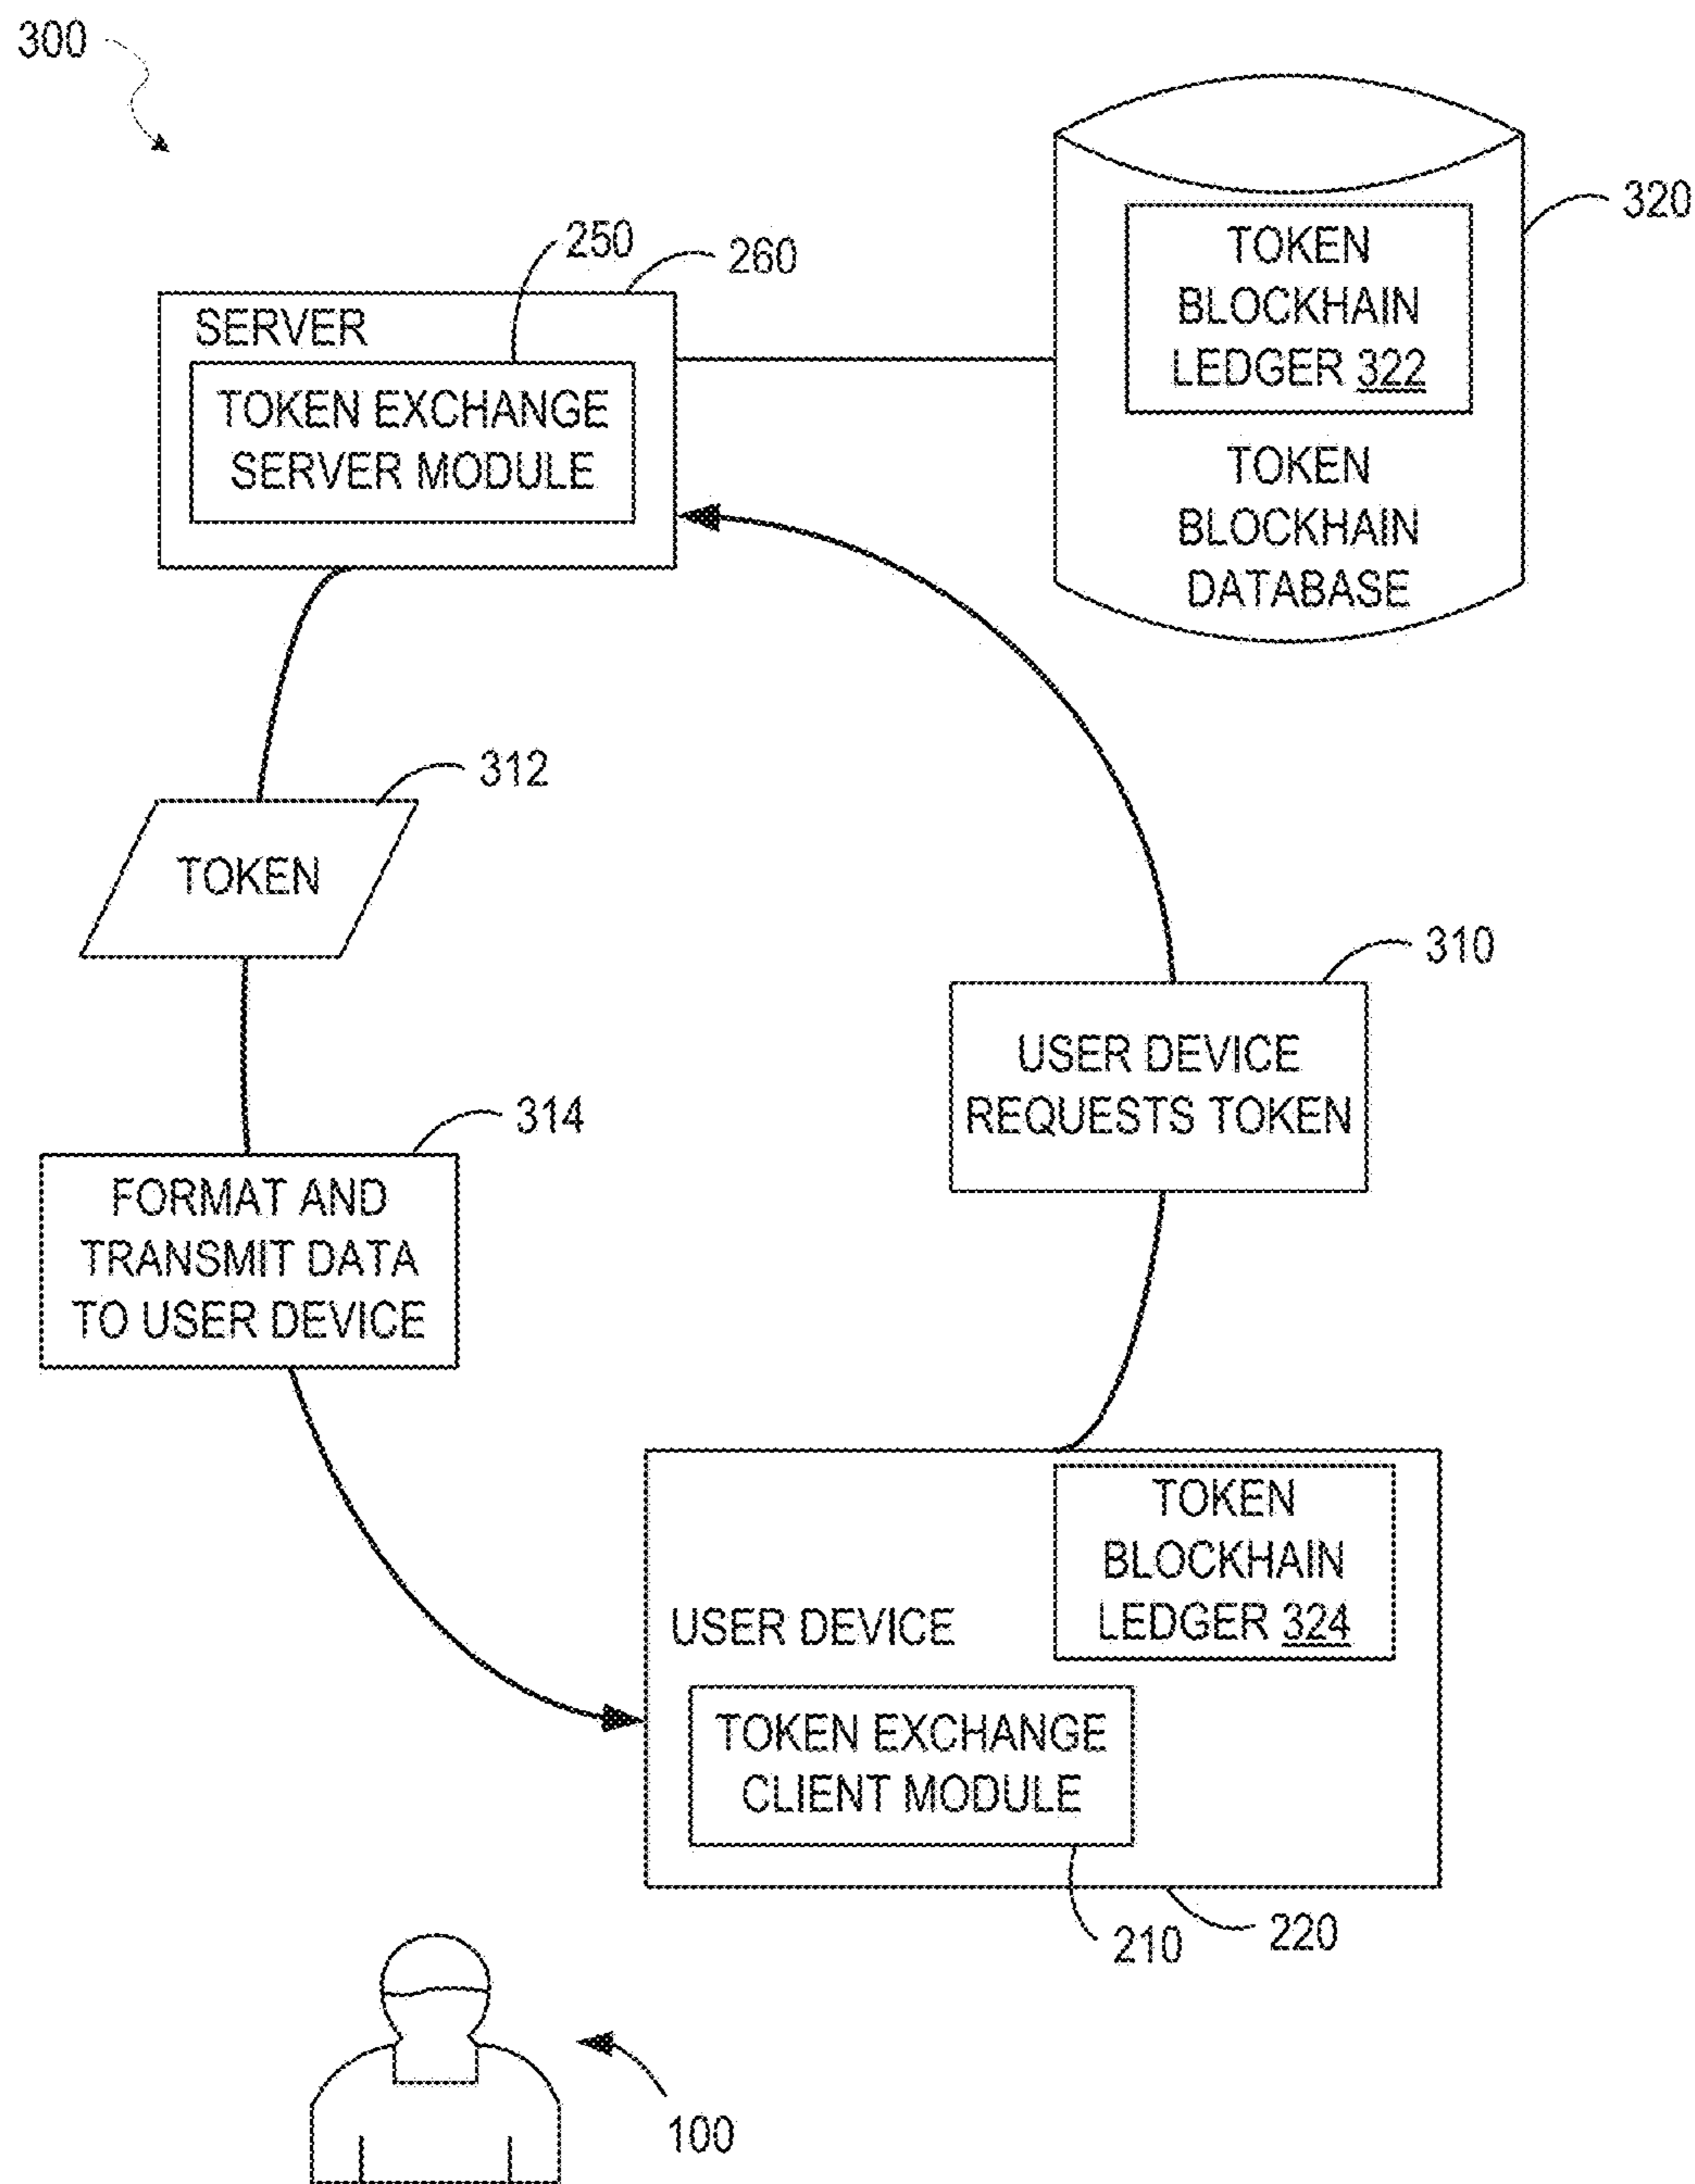 300
320
TOKEN
BLOCKHAIN
LEDGER 322
TOKEN
BLOCKHAIN
DATABASE
250
260
SERVER
TOKEN EXCHANGE
SERVER MODULE
312
TOKEN
310
USER DEVICE
REQUESTS TOKEN
314
FORMAT AND
TRANSMIT DATA
TO USER DEVICE
TOKEN
BLOCKHAIN
LEDGER 324
USER DEVICE
TOKEN EXCHANGE
CLIENT MODULE
210
220
100